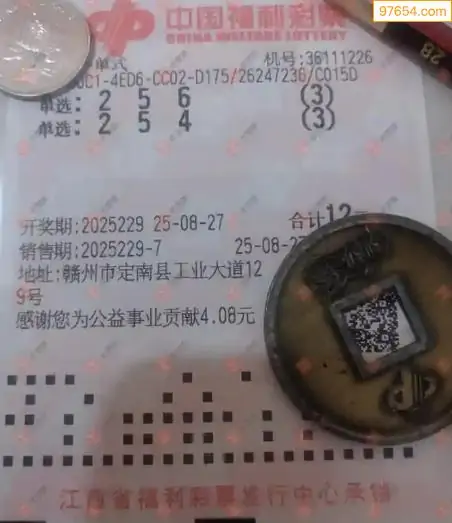 97654.com
中国福利彩票
CHINA WELFARE LOTTERY
单式
机号:36111226
C1-4ED6-CC02-D175/26247236/C015D
单选: 2 5 6 (3)
单选: 2 5 4 (3)
开奖期:2025229 25-08-27 合计12
销售期:2025229-7 25-08-27
地址:赣州市定南县工业大道12
9号
感谢您为公益事业贡献4.08元
江西省福利彩票发行中心承销
2B